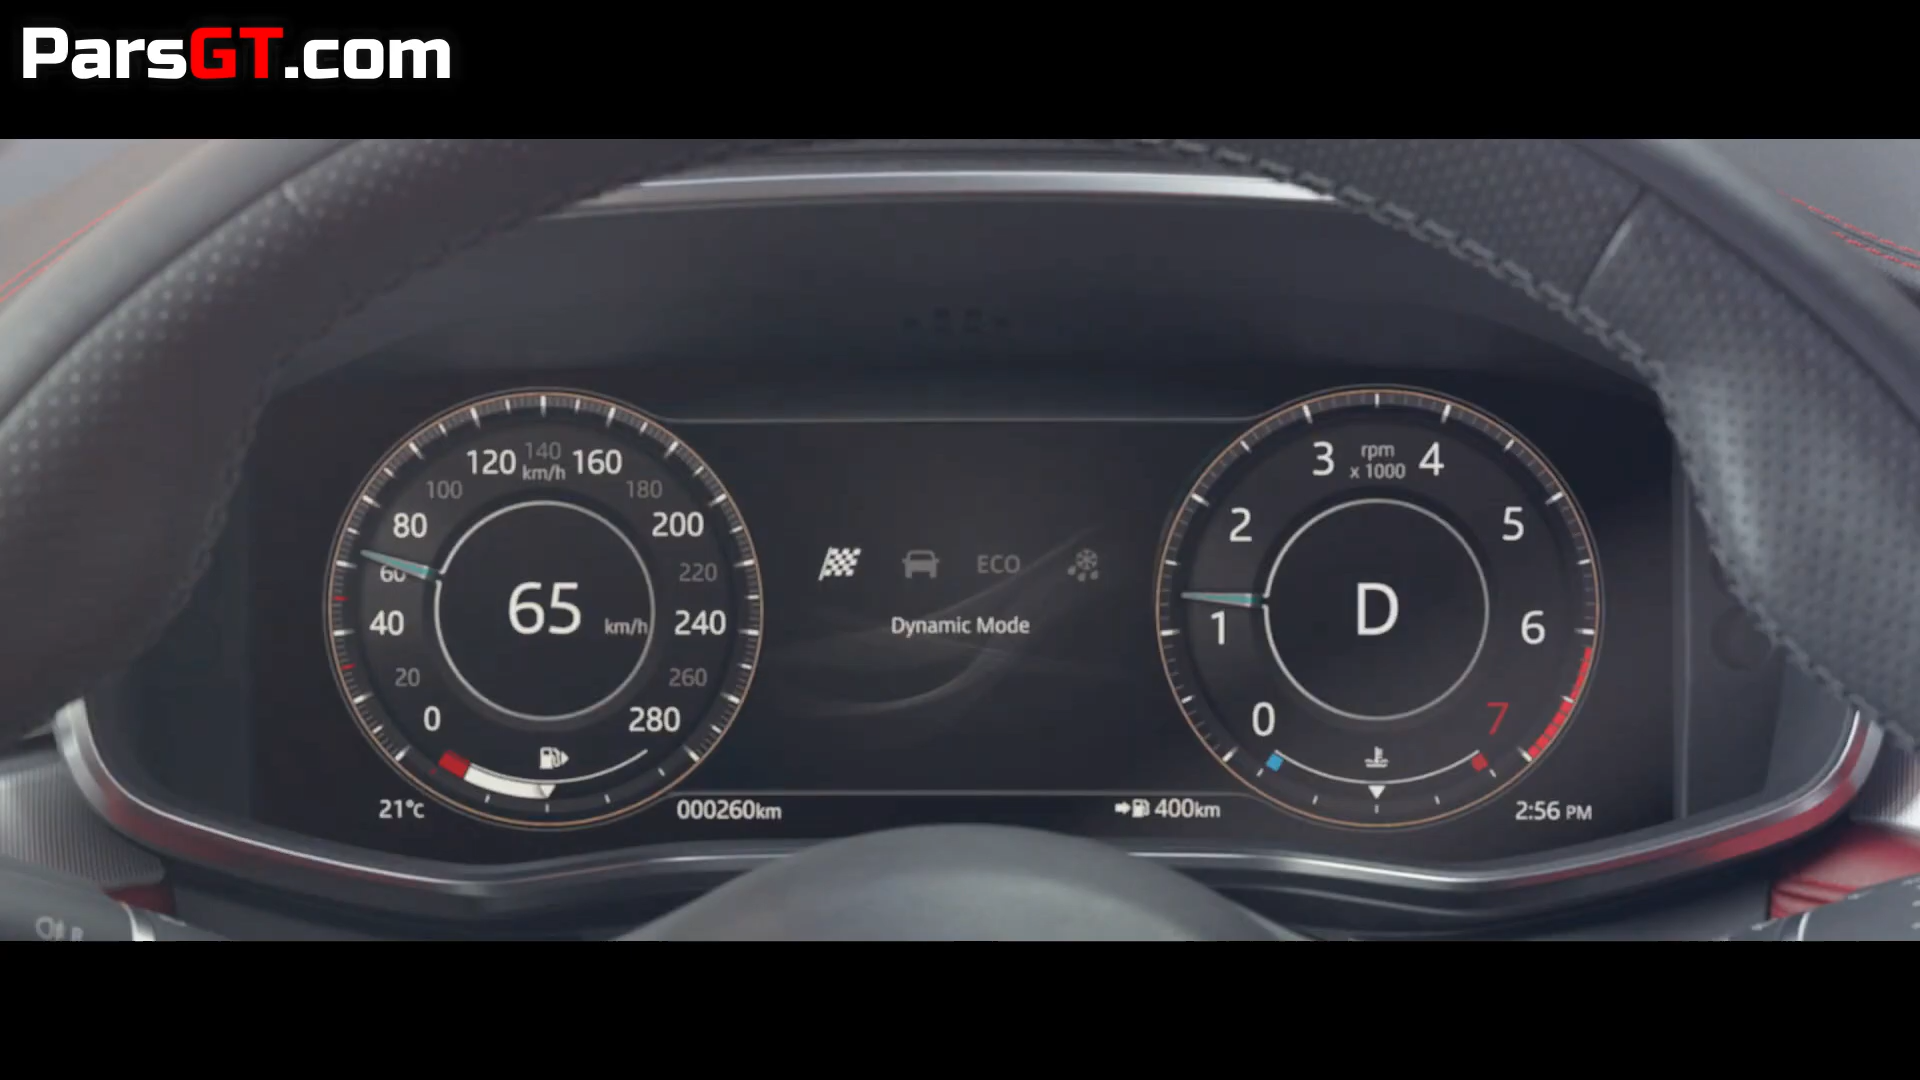 ParsGT.com
120 140 160
km/h
100 180
80 200
60 220
40 240
20 260
0 280
65 km/h
ECO
Dynamic Mode
3 rpm 4
x 1000
2 5
1 6
0 7
D
21°C
000260km
400km
2:56 PM